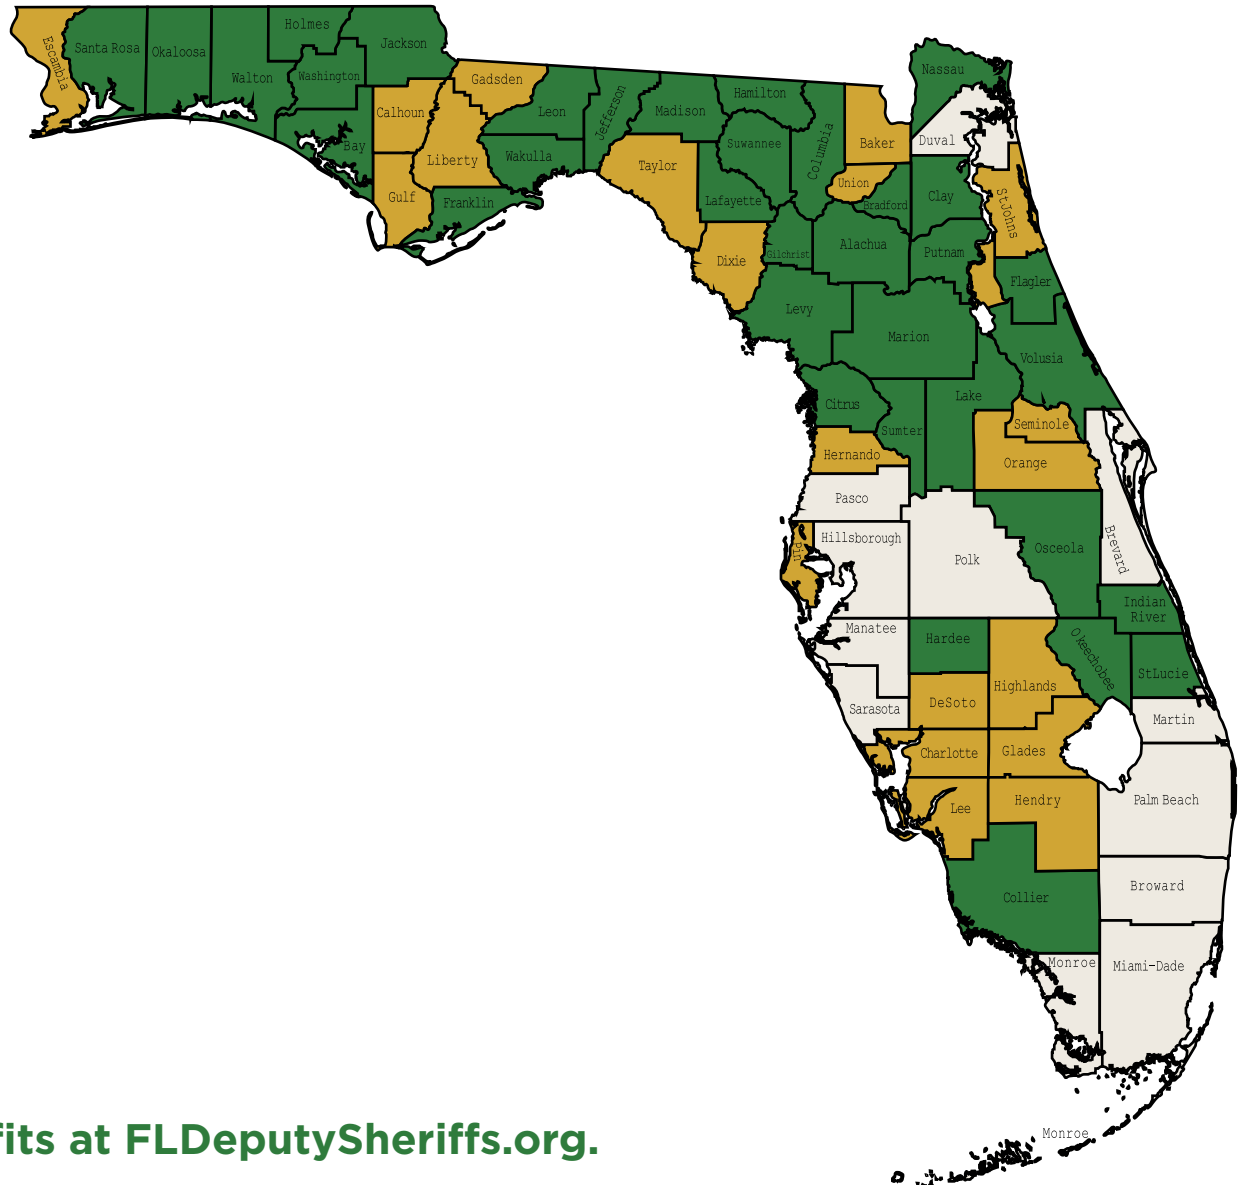 Escambia
Santa Rosa
Okaloosa
Walton
Holmes
Washington
Jackson
Bay
Calhoun
Gulf
Liberty
Gadsden
Franklin
Leon
Wakulla
Jefferson
Madison
Taylor
Hamilton
Suwannee
Lafayette
Dixie
Columbia
Gilchrist
Baker
Union
Bradford
Alachua
Levy
Nassau
Duval
Clay
StJohns
Putnam
Flagler
Marion
Volusia
Citrus
Sumter
Lake
Hernando
Seminole
Orange
Pasco
Pin
Hillsborough
Polk
Osceola
Brevard
Indian
River
Manatee
Hardee
Highlands
Okeechobee
StLucie
Sarasota
DeSoto
Martin
Charlotte
Glades
Lee
Hendry
Palm Beach
Collier
Broward
Monroe
Miami-Dade
Monroe
fits at FLDeputySheriffs.org.